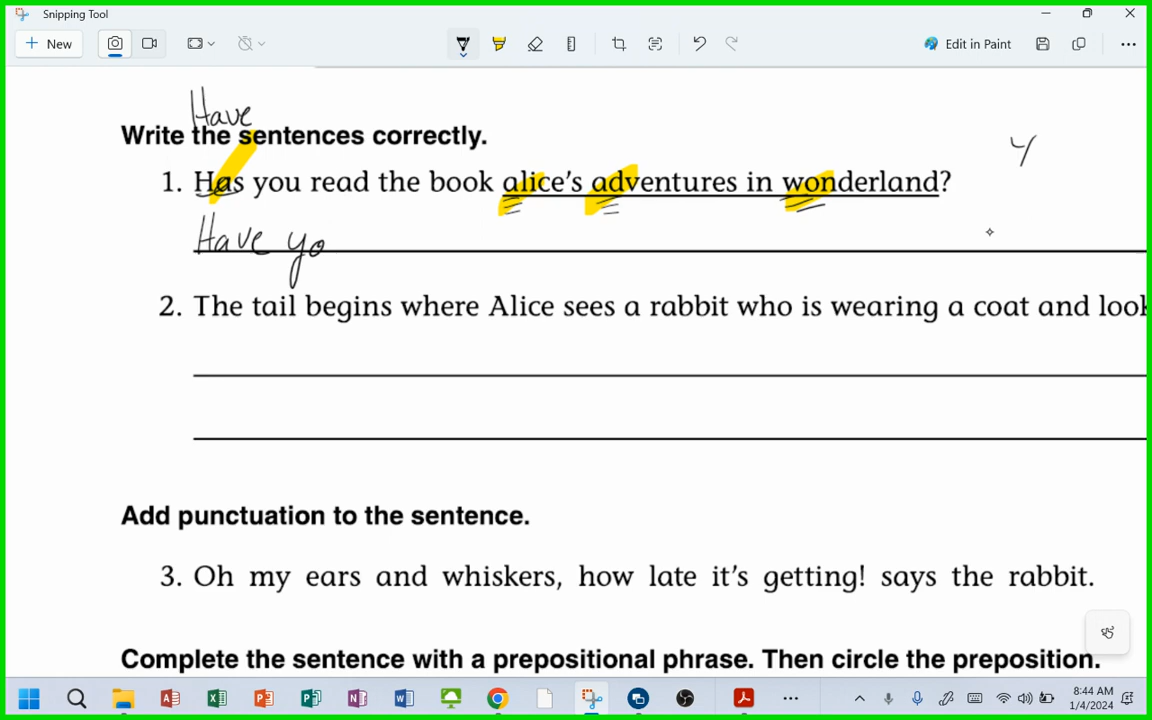 Snipping Tool
New
Edit in Paint
Have
Write the sentences correctly.
4
1. Has you read the book alice's adventures in wonderland?
Have yo
2. The tail begins where Alice sees a rabbit who is wearing a coat and look
Add punctuation to the sentence.
3. Oh my ears and whiskers, how late it's getting! says the rabbit.
Complete the sentence with a prepositional phrase. Then circle the preposition.
8:44 AM
1/4/2024